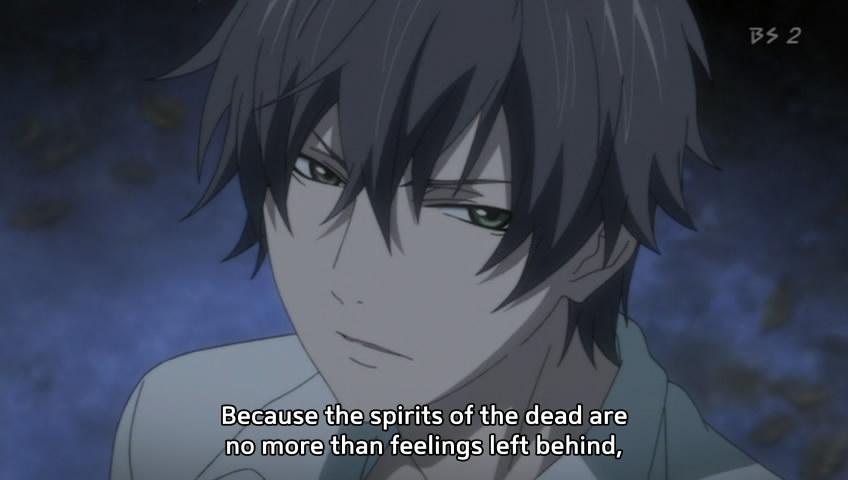 BS 2
Because the spirits of the dead are
no more than feelings left behind,